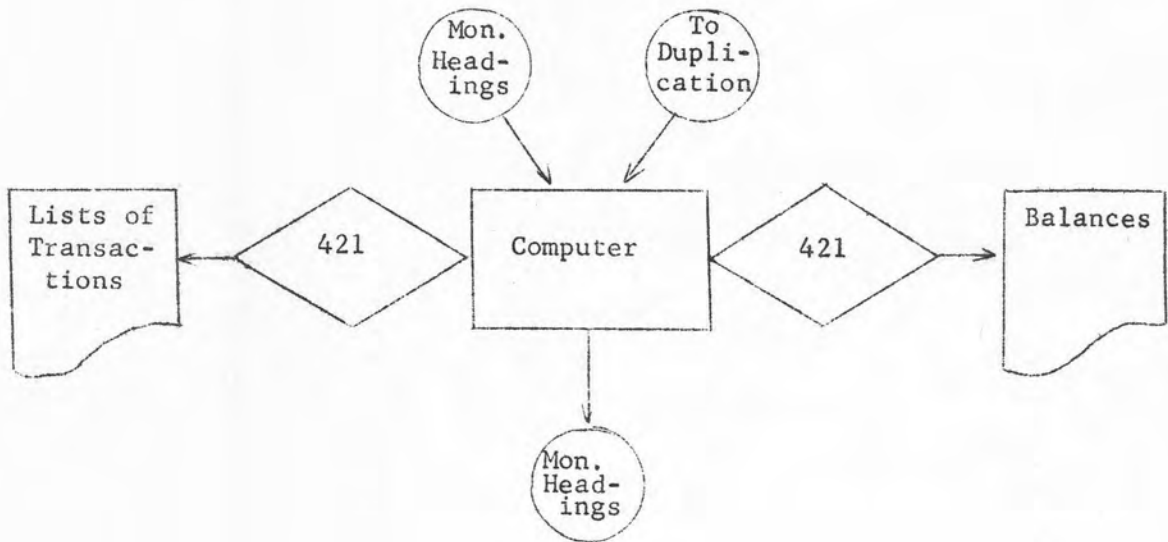 Mon.
Head-
ings
To
Dupli-
cation
Lists of
Transac-
tions
421
Computer
421
Balances
Mon.
Head-
ings